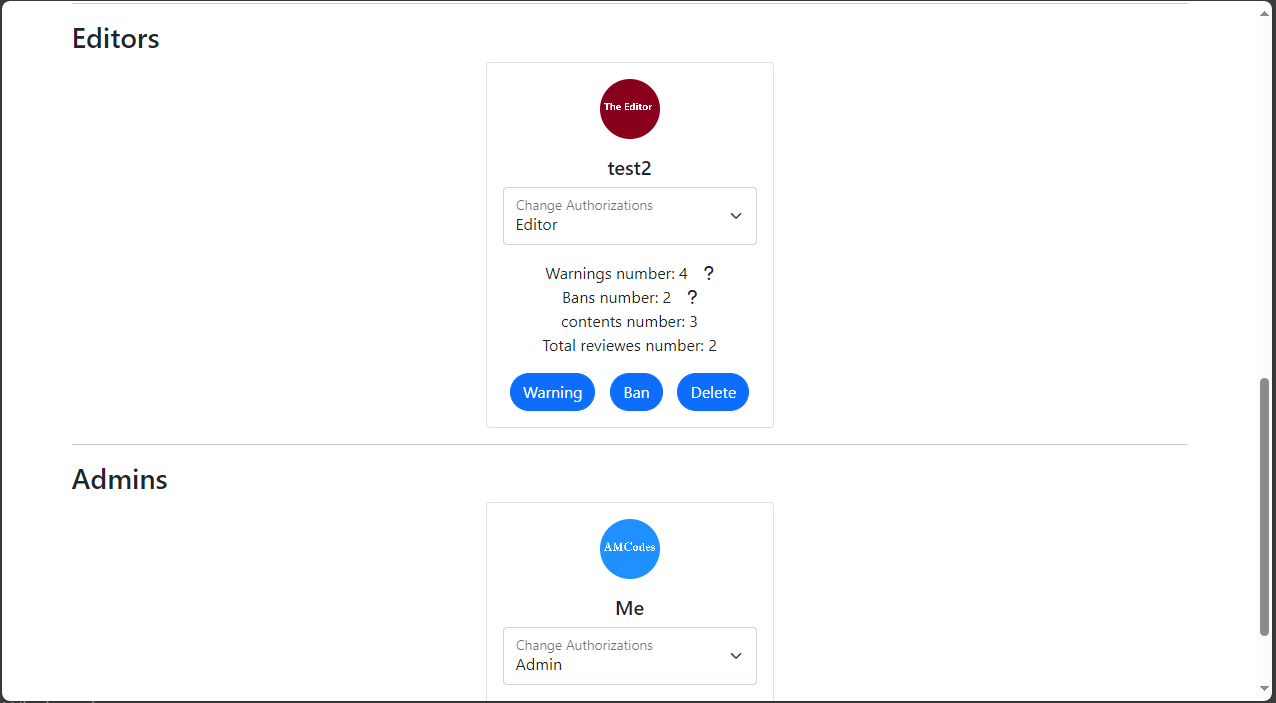 Editors
The Editor
test2
Change Authorizations
Editor
Warnings number: 4 ?
Bans number: 2 ?
contents number: 3
Total reviewes number: 2
Warning Ban Delete
Admins
AMCodes
Me
Change Authorizations
Admin